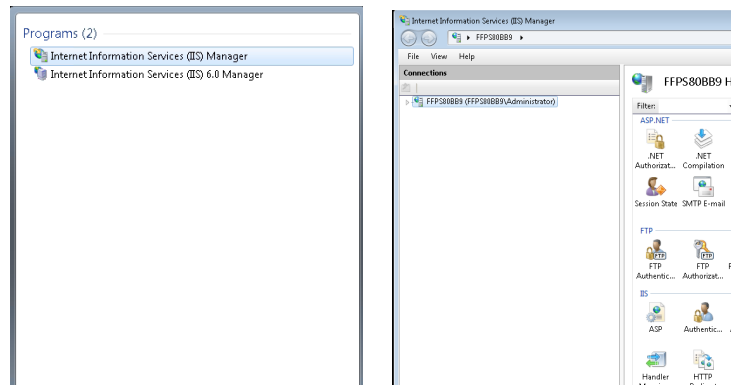 Programs (2)
Internet Information Services (IIS) Manager
Internet Information Services (IIS) 6.0 Manager
Internet Information Services (IIS) Manager
FFPS80BB9
File View Help
Connections
FFPS80BB9 (FFPS80BB9\Administrator)
FFPS80BB9 H
Filter:
ASP.NET
.NET Authorizat...
.NET Compilation
Session State
SMTP E-mail
FTP
FTP Authentic...
FTP Authorizat...
IIS
ASP
Authentic...
Handler
HTTP